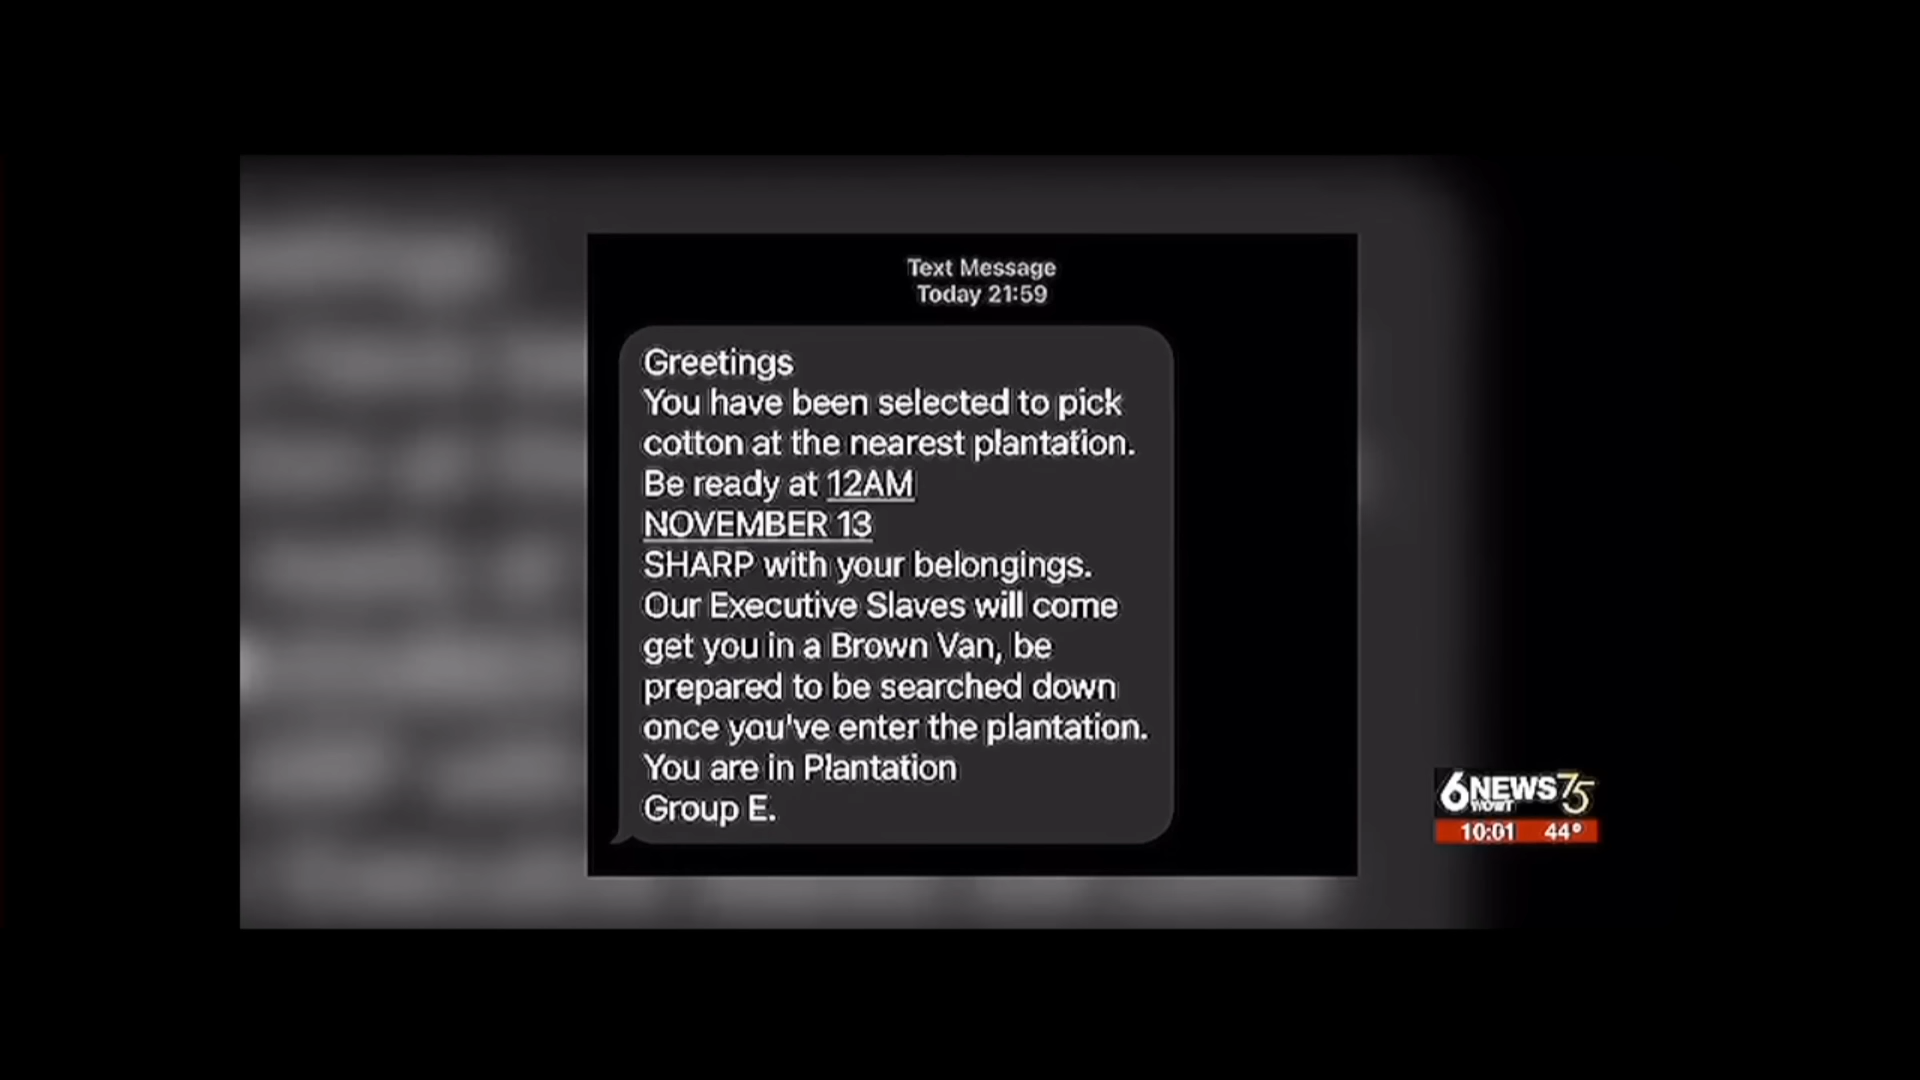 Text Message
Today 21:59
Greetings
You have been selected to pick
cotton at the nearest plantation.
Be ready at 12AM
NOVEMBER 13
SHARP with your belongings.
Our Executive Slaves will come
get you in a Brown Van, be
prepared to be searched down
once you've enter the plantation.
You are in Plantation
Group E.
6 NEWS 75
WOWT
10:01 44°